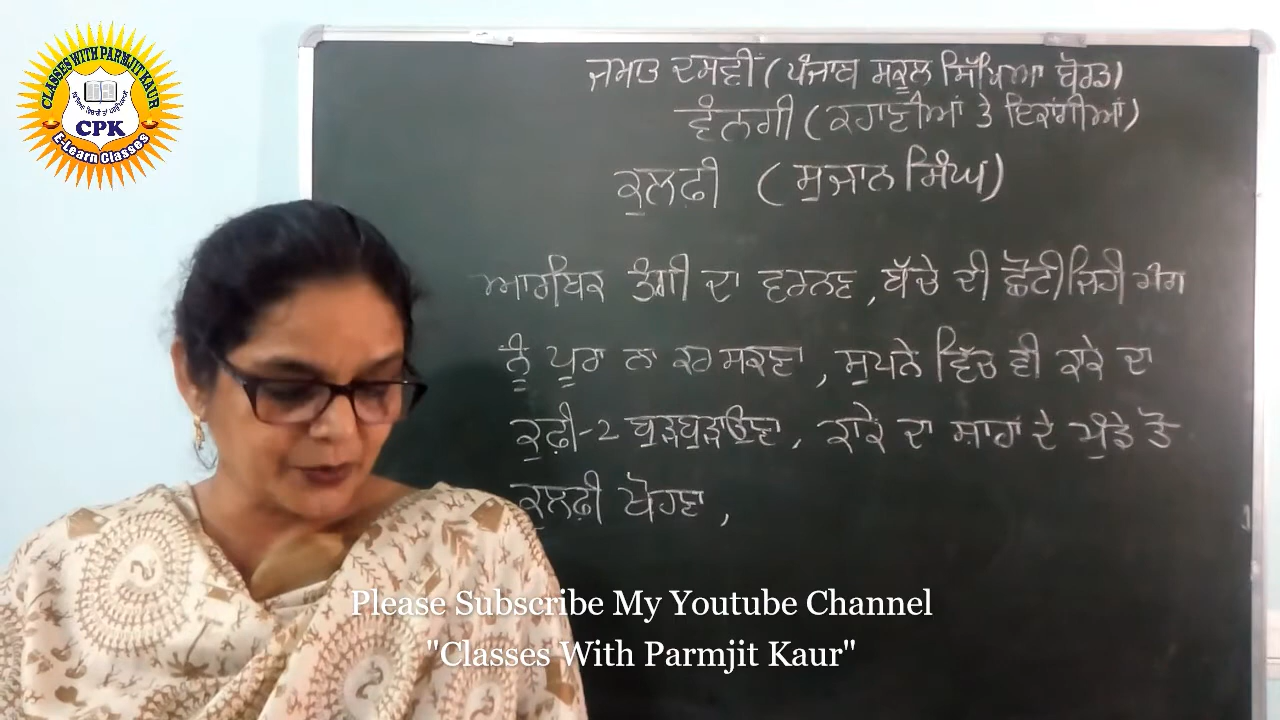 CLASSES WITH PARMJIT KAUR
CPK
E-Learn Classes
ਜਮਾਤ ਦਸਵੀਂ (ਪੰਜਾਬ ਸਕੂਲ ਸਿੱਖਿਆ ਬੋਰਡ)
ਵੰਨਗੀ (ਕਹਾਣੀਆਂ ਤੇ ਇਕਾਂਗੀਆਂ)
ਕੁਲਫ਼ੀ (ਸੁਜਾਨ ਸਿੰਘ)
ਆਰਥਿਕ ਤੰਗੀ ਦਾ ਵਰਨਣ, ਬੱਚੇ ਦੀ ਛੋਟੀ ਜਿਹੀ ਮੰਗ
ਨੂੰ ਪੂਰਾ ਨਾ ਕਰ ਸਕਣਾ, ਸੁਪਨੇ ਵਿੱਚ ਵੀ ਕਾਕੇ ਦਾ
ਕੁਫ਼ੀ-2 ਬੁੜਬੁੜਾਉਣਾ, ਕਾਕੇ ਦਾ ਸ਼ਾਹਾਂ ਦੇ ਮੁੰਡੇ ਤੋਂ
ਕੁਲਫ਼ੀ ਖੋਹਣਾ,
Please Subscribe My Youtube Channel
"Classes With Parmjit Kaur"